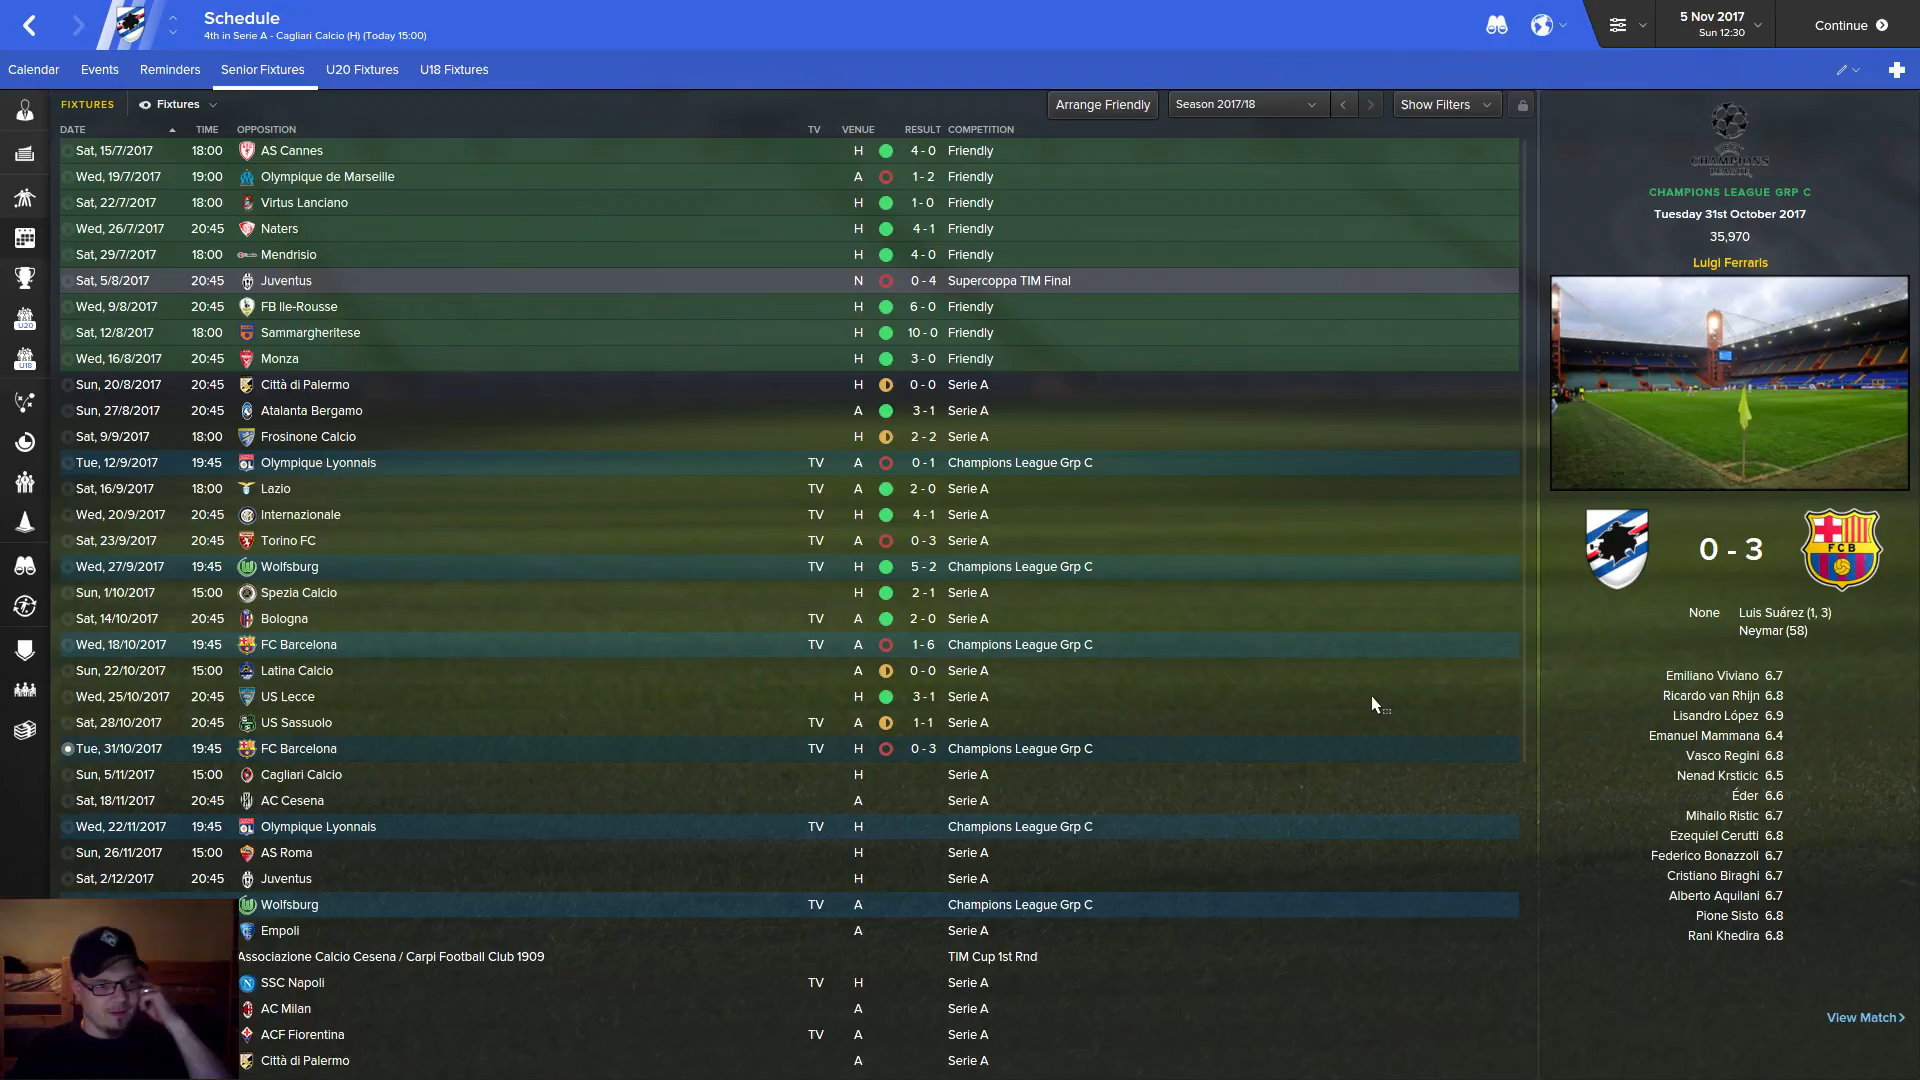 Schedule
4th in Serie A - Cagliari Calcio (H) (Today 15:00)
5 Nov 2017
Sun 12:30
Continue
Calendar Events Reminders Senior Fixtures U20 Fixtures U18 Fixtures
FIXTURES Fixtures Arrange Friendly Season 2017/18 Show Filters
DATE TIME OPPOSITION TV VENUE RESULT COMPETITION
Sat, 15/7/2017 18:00 AS Cannes H 4 - 0 Friendly
Wed, 19/7/2017 19:00 Olympique de Marseille A 1 - 2 Friendly
Sat, 22/7/2017 18:00 Virtus Lanciano H 1 - 0 Friendly
Wed, 26/7/2017 20:45 Naters H 4 - 1 Friendly
Sat, 29/7/2017 18:00 Mendrisio H 4 - 0 Friendly
Sat, 5/8/2017 20:45 Juventus N 0 - 4 Supercoppa TIM Final
Wed, 9/8/2017 20:45 FB Ile-Rousse H 6 - 0 Friendly
Sat, 12/8/2017 18:00 Sammargheritese H 10 - 0 Friendly
Wed, 16/8/2017 20:45 Monza H 3 - 0 Friendly
Sun, 20/8/2017 20:45 Città di Palermo H 0 - 0 Serie A
Sun, 27/8/2017 20:45 Atalanta Bergamo A 3 - 1 Serie A
Sat, 9/9/2017 18:00 Frosinone Calcio H 2 - 2 Serie A
Tue, 12/9/2017 19:45 Olympique Lyonnais TV A 0 - 1 Champions League Grp C
Sat, 16/9/2017 18:00 Lazio TV A 2 - 0 Serie A
Wed, 20/9/2017 20:45 Internazionale TV H 4 - 1 Serie A
Sat, 23/9/2017 20:45 Torino FC TV A 0 - 3 Serie A
Wed, 27/9/2017 19:45 Wolfsburg TV H 5 - 2 Champions League Grp C
Sun, 1/10/2017 15:00 Spezia Calcio H 2 - 1 Serie A
Sat, 14/10/2017 20:45 Bologna TV A 2 - 0 Serie A
Wed, 18/10/2017 19:45 FC Barcelona TV A 1 - 6 Champions League Grp C
Sun, 22/10/2017 15:00 Latina Calcio A 0 - 0 Serie A
Wed, 25/10/2017 20:45 US Lecce H 3 - 1 Serie A
Sat, 28/10/2017 20:45 US Sassuolo TV A 1 - 1 Serie A
Tue, 31/10/2017 19:45 FC Barcelona TV H 0 - 3 Champions League Grp C
Sun, 5/11/2017 15:00 Cagliari Calcio H Serie A
Sat, 18/11/2017 20:45 AC Cesena A Serie A
Wed, 22/11/2017 19:45 Olympique Lyonnais TV H Champions League Grp C
Sun, 26/11/2017 15:00 AS Roma H Serie A
Sat, 2/12/2017 20:45 Juventus H Serie A
Wolfsburg TV A Champions League Grp C
Empoli A Serie A
Associazione Calcio Cesena / Carpi Football Club 1909 TIM Cup 1st Rnd
SSC Napoli TV H Serie A
AC Milan A Serie A
ACF Fiorentina TV A Serie A
Città di Palermo A Serie A
U20
U18
CHAMPIONS
LEAGUE
CHAMPIONS LEAGUE GRP C
Tuesday 31st October 2017
35,970
Luigi Ferraris
FCB
0 - 3
None Luis Suárez (1, 3)
Neymar (58)
Emiliano Viviano 6.7
Ricardo van Rhijn 6.8
Lisandro López 6.9
Emanuel Mammana 6.4
Vasco Regini 6.8
Nenad Krsticic 6.5
Éder 6.6
Mihailo Ristic 6.7
Ezequiel Cerutti 6.8
Federico Bonazzoli 6.7
Cristiano Biraghi 6.7
Alberto Aquilani 6.7
Pione Sisto 6.8
Rani Khedira 6.8
View Match >